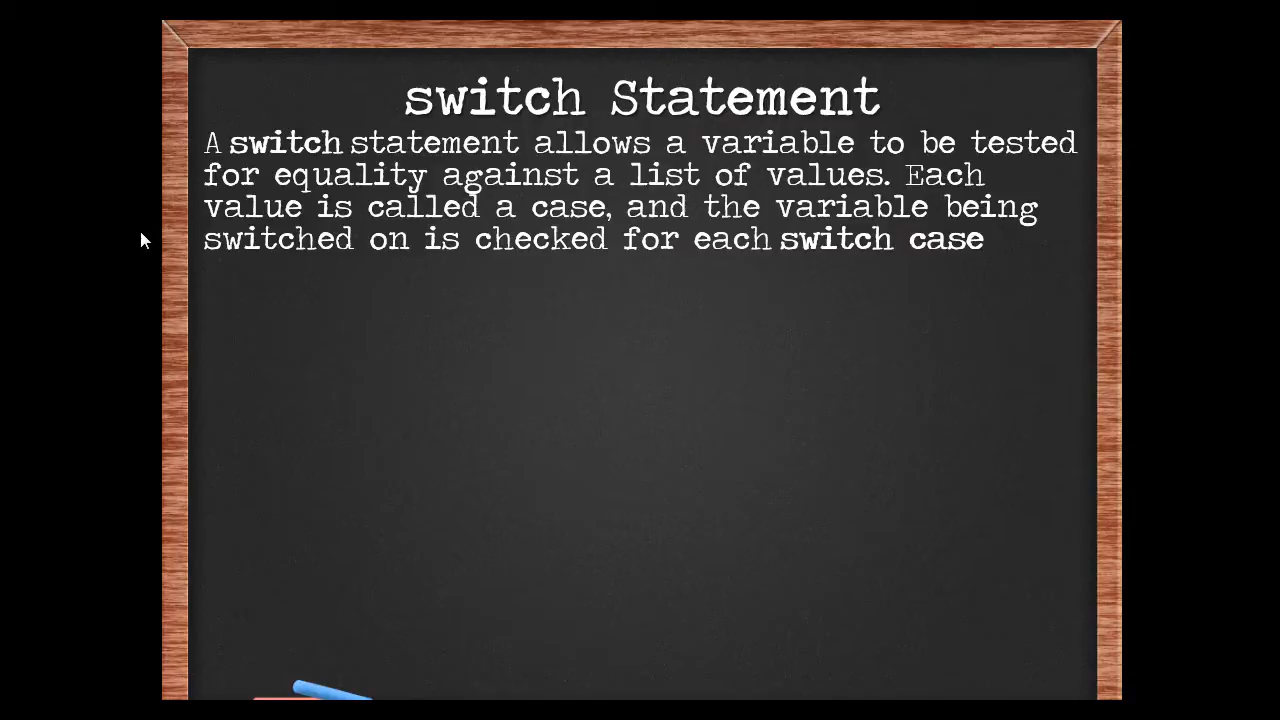 switch Statement
A switch statement allows a variable to be tested
for equality against a list of values. Each
value is called a case, and the variable being
switched on is checked for each switch case